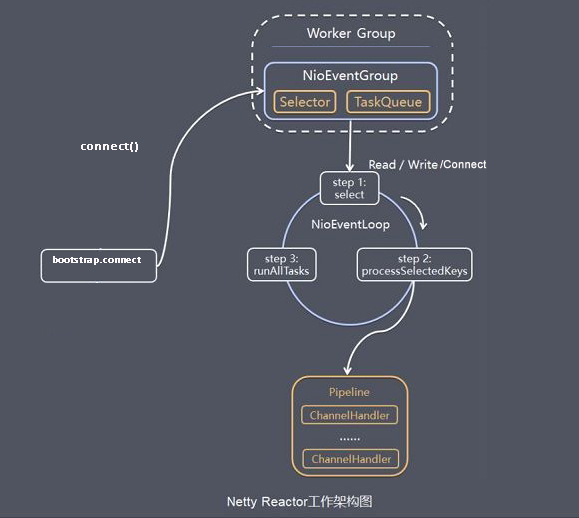 Worker Group
NioEventGroup
Selector
TaskQueue
connect()
Read / Write /Connect
step 1:
select
NioEventLoop
bootstrap.connect
step 3:
runAllTasks
step 2:
processSelectedKeys
Pipeline
ChannelHandler
......
ChannelHandler
Netty Reactor工作架构图